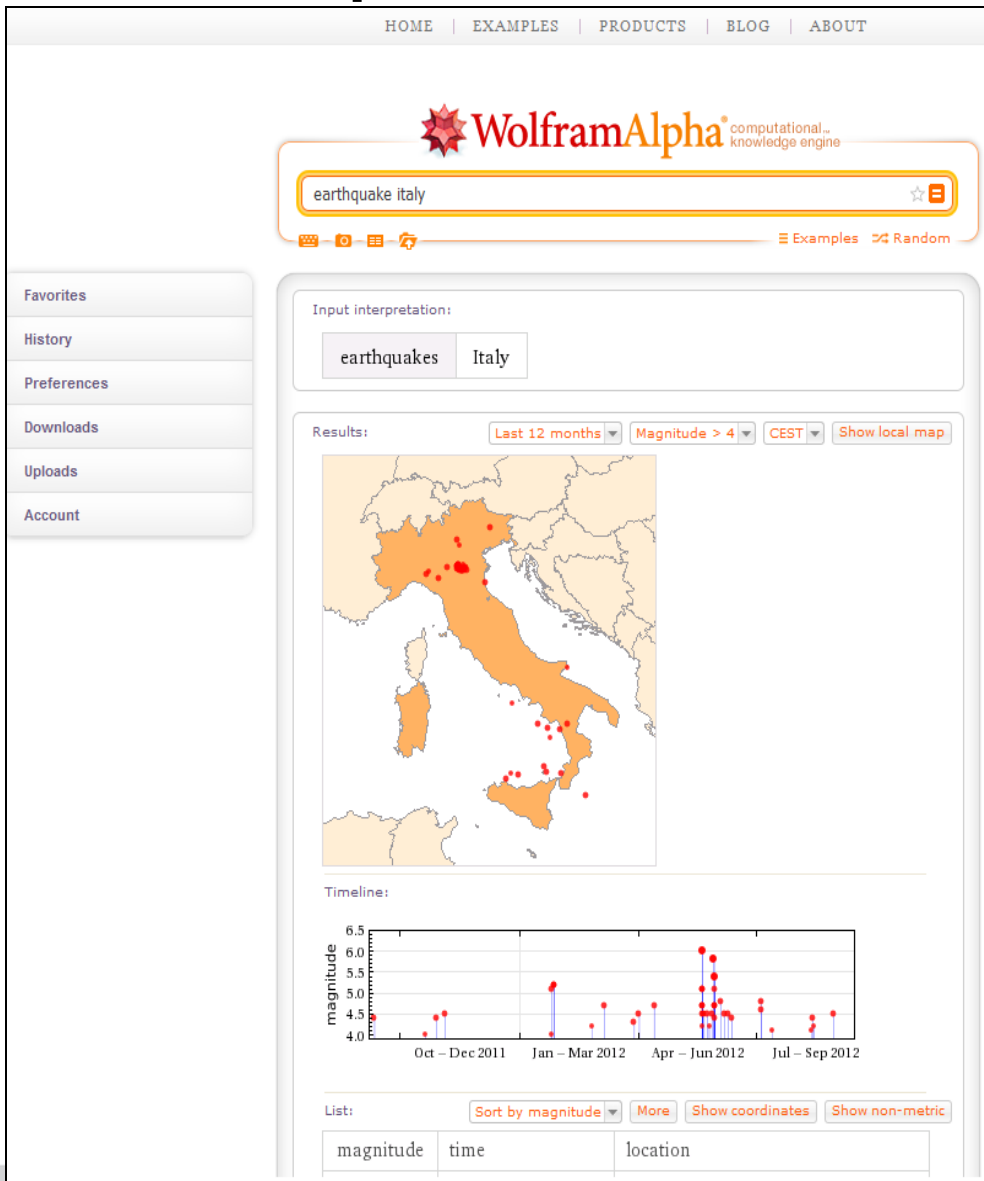 HOME | EXAMPLES | PRODUCTS | BLOG | ABOUT
WolframAlpha® computational...
knowledge engine
earthquake italy
Examples Random
Favorites
History
Preferences
Downloads
Uploads
Account
Input interpretation:
earthquakes Italy
Results: Last 12 months Magnitude > 4 CEST Show local map
Timeline:
magnitude
6.5
6.0
5.5
5.0
4.5
4.0
Oct – Dec 2011 Jan – Mar 2012 Apr – Jun 2012 Jul – Sep 2012
List: Sort by magnitude More Show coordinates Show non-metric
magnitude time location